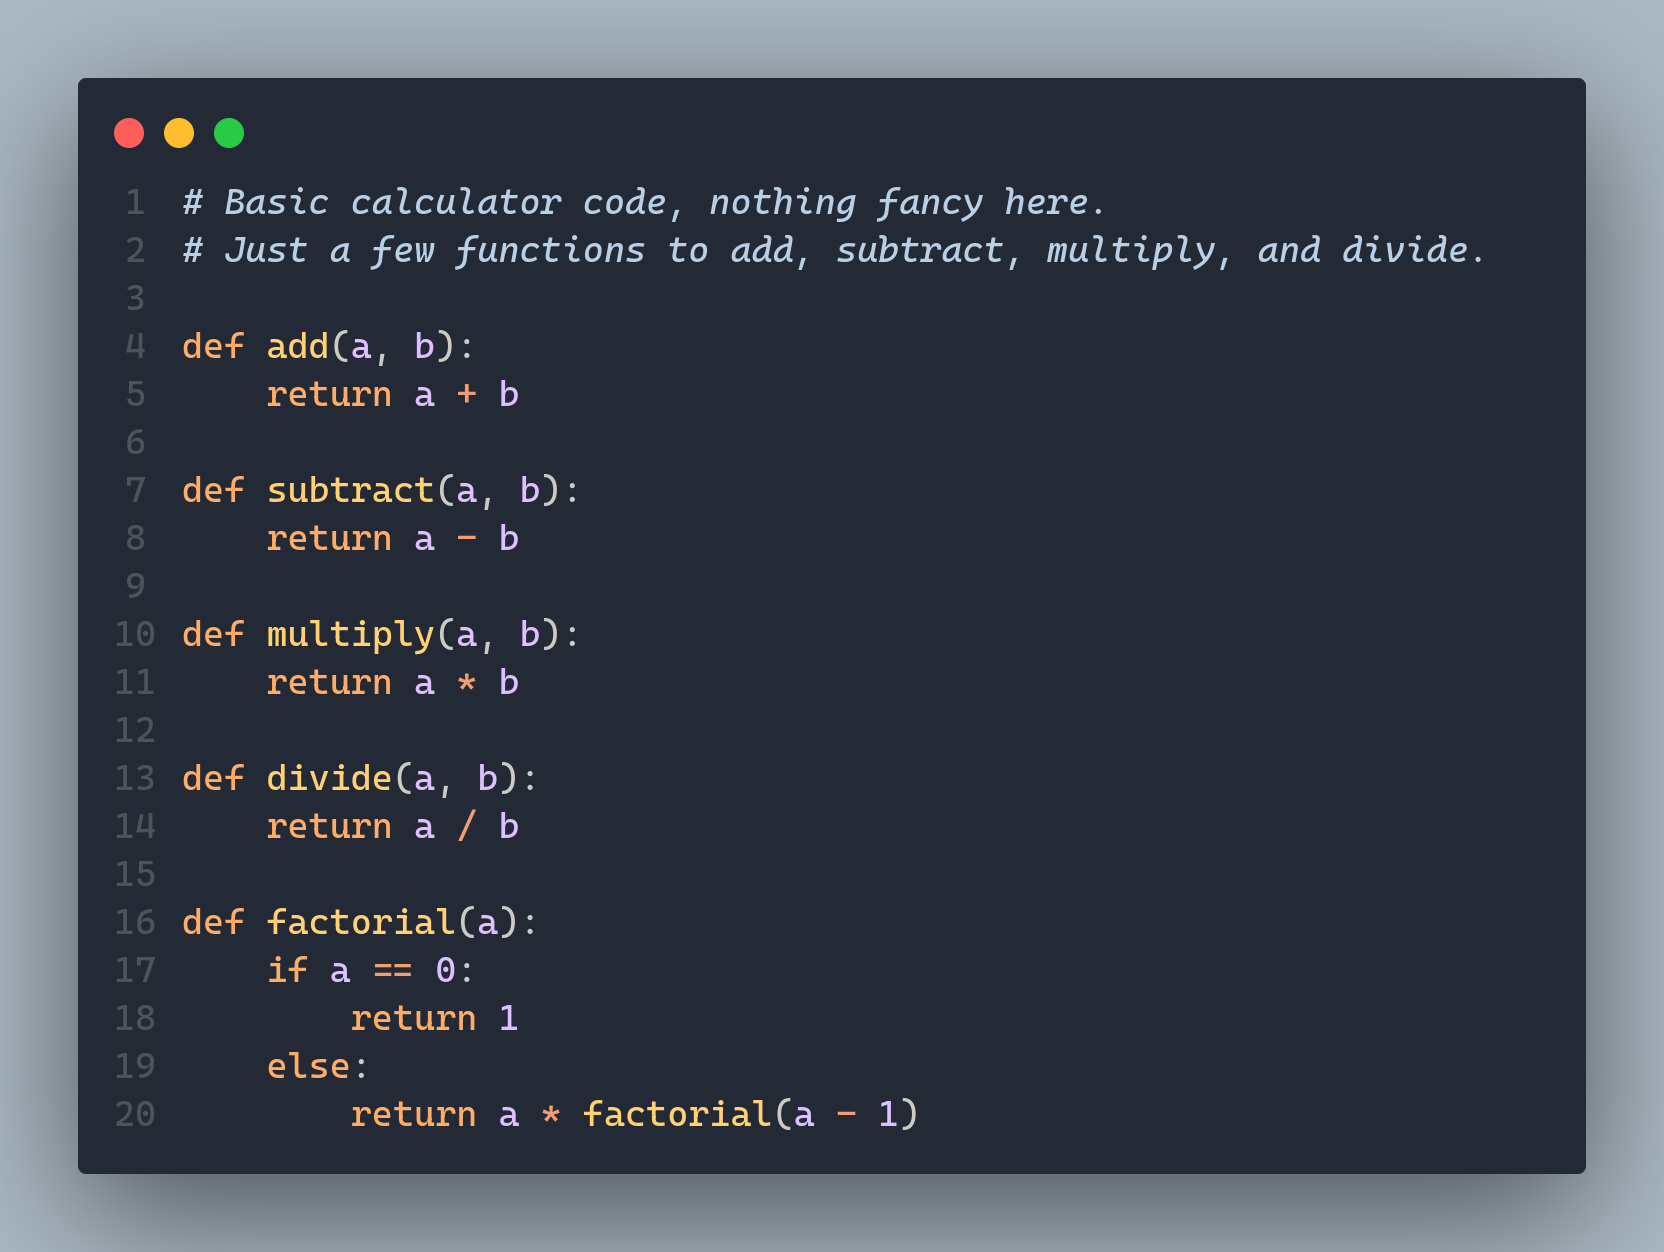 1 # Basic calculator code, nothing fancy here.
2 # Just a few functions to add, subtract, multiply, and divide.
3
4 def add(a, b):
5     return a + b
6
7 def subtract(a, b):
8     return a - b
9
10 def multiply(a, b):
11     return a * b
12
13 def divide(a, b):
14     return a / b
15
16 def factorial(a):
17     if a == 0:
18         return 1
19     else:
20         return a * factorial(a - 1)